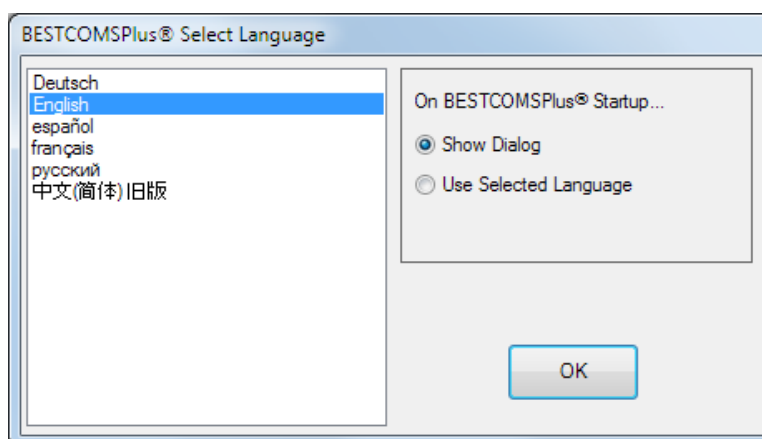 BESTCOMSPlus® Select Language
Deutsch
English
español
français
русский
中文(简体) 旧版
On BESTCOMSPlus® Startup...
Show Dialog
Use Selected Language
OK